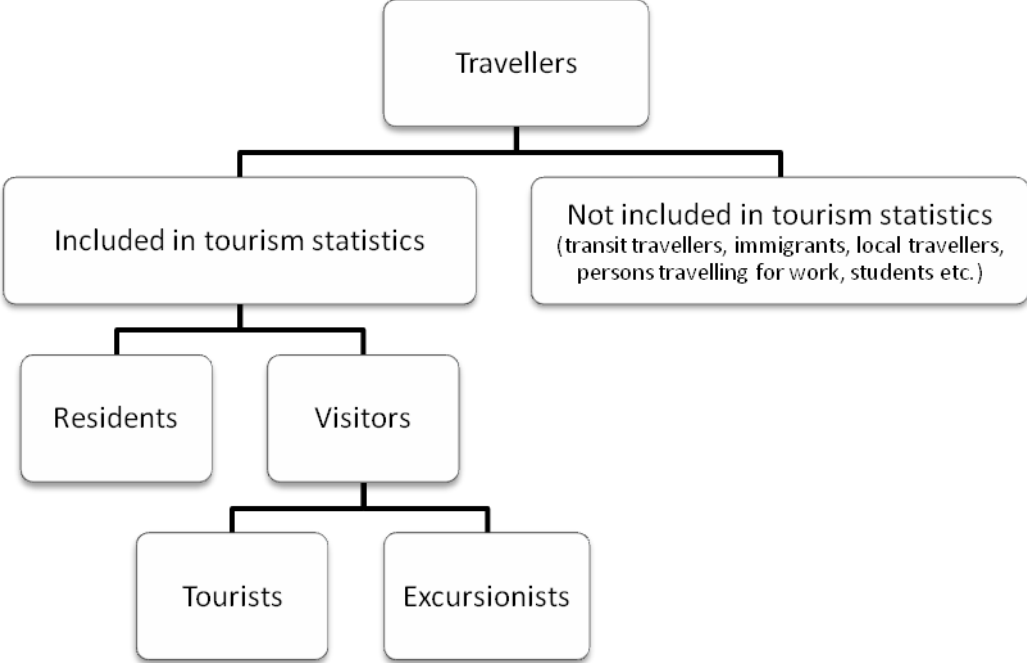 Travellers
Included in tourism statistics
Not included in tourism statistics
(transit travellers, immigrants, local travellers,
persons travelling for work, students etc.)
Residents
Visitors
Tourists
Excursionists